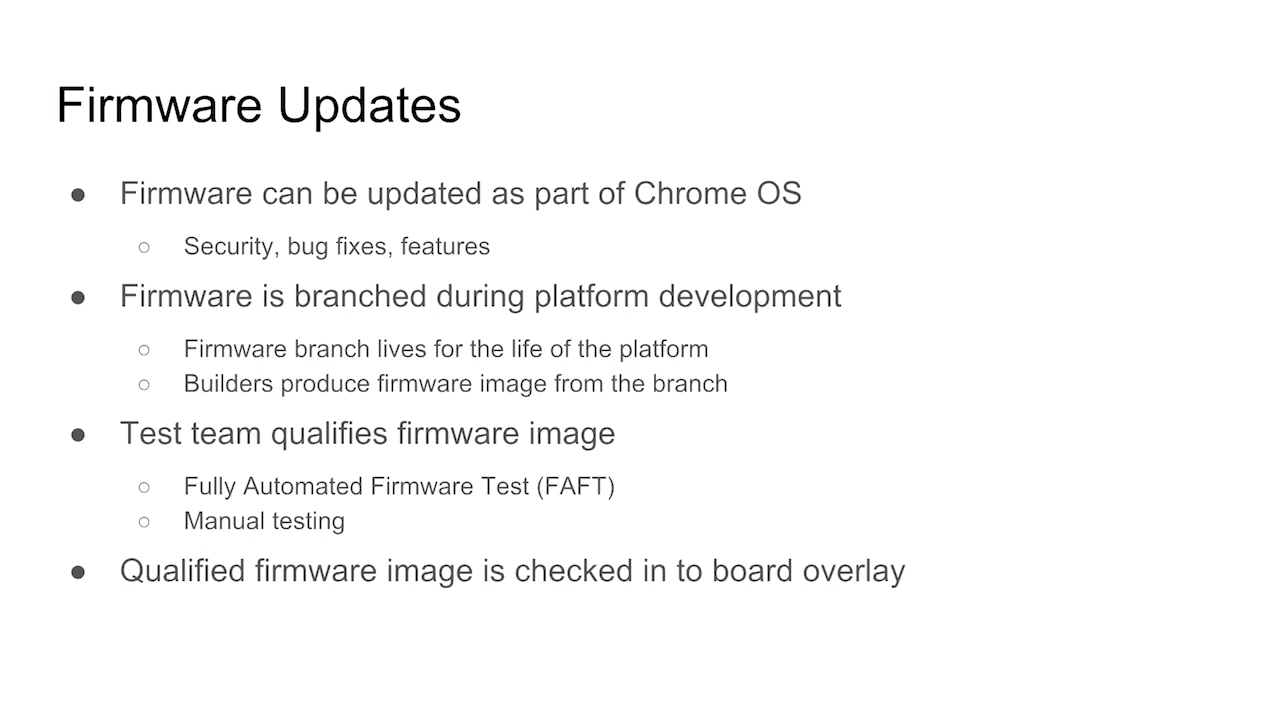 Firmware Updates
● Firmware can be updated as part of Chrome OS
○ Security, bug fixes, features
● Firmware is branched during platform development
○ Firmware branch lives for the life of the platform
○ Builders produce firmware image from the branch
● Test team qualifies firmware image
○ Fully Automated Firmware Test (FAFT)
○ Manual testing
● Qualified firmware image is checked in to board overlay